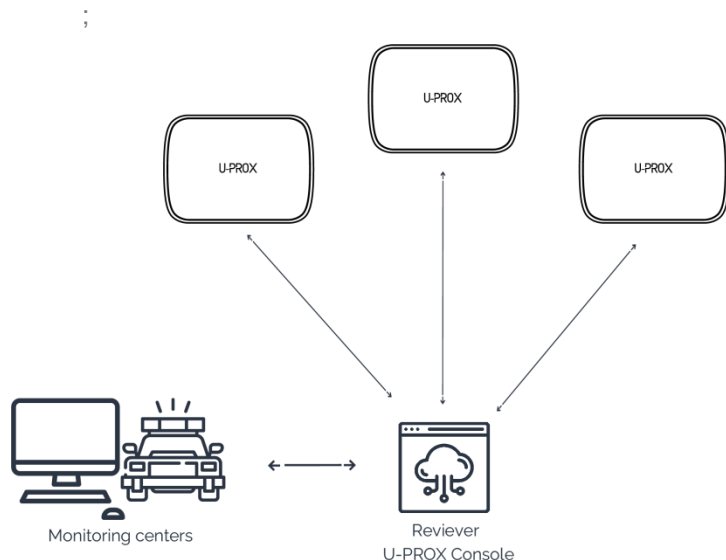 ;
U-PROX
U-PROX
U-PROX
Monitoring centers
Reviever
U-PROX Console